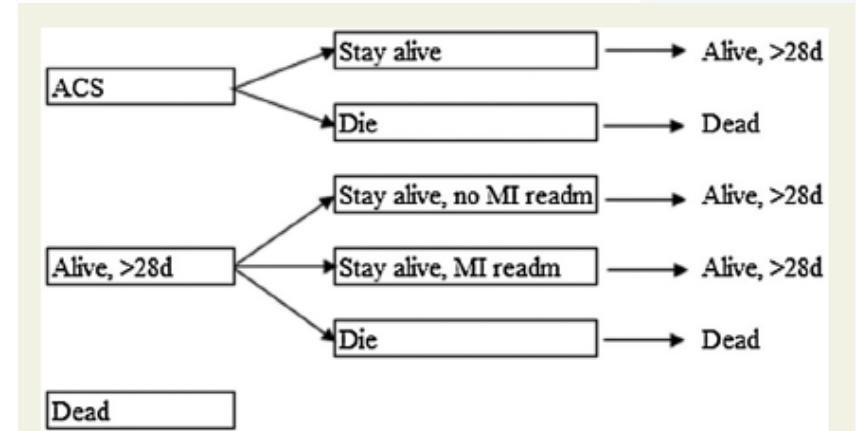 Stay alive
Alive, >28d
ACS
Die
Dead
Stay alive, no MI readm
Alive, >28d
Alive, >28d
Stay alive, MI readm
Alive, >28d
Die
Dead
Dead